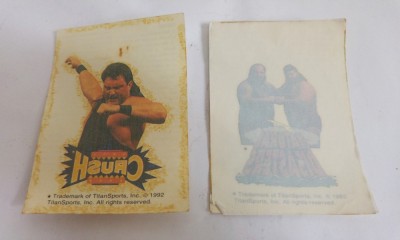 CRUSH
★ Trademark of TitanSports, Inc. © 1992
TitanSports, Inc. All rights reserved.
★ Trademark of TitanSports, Inc. © 1992
TitanSports, Inc. All rights reserved.